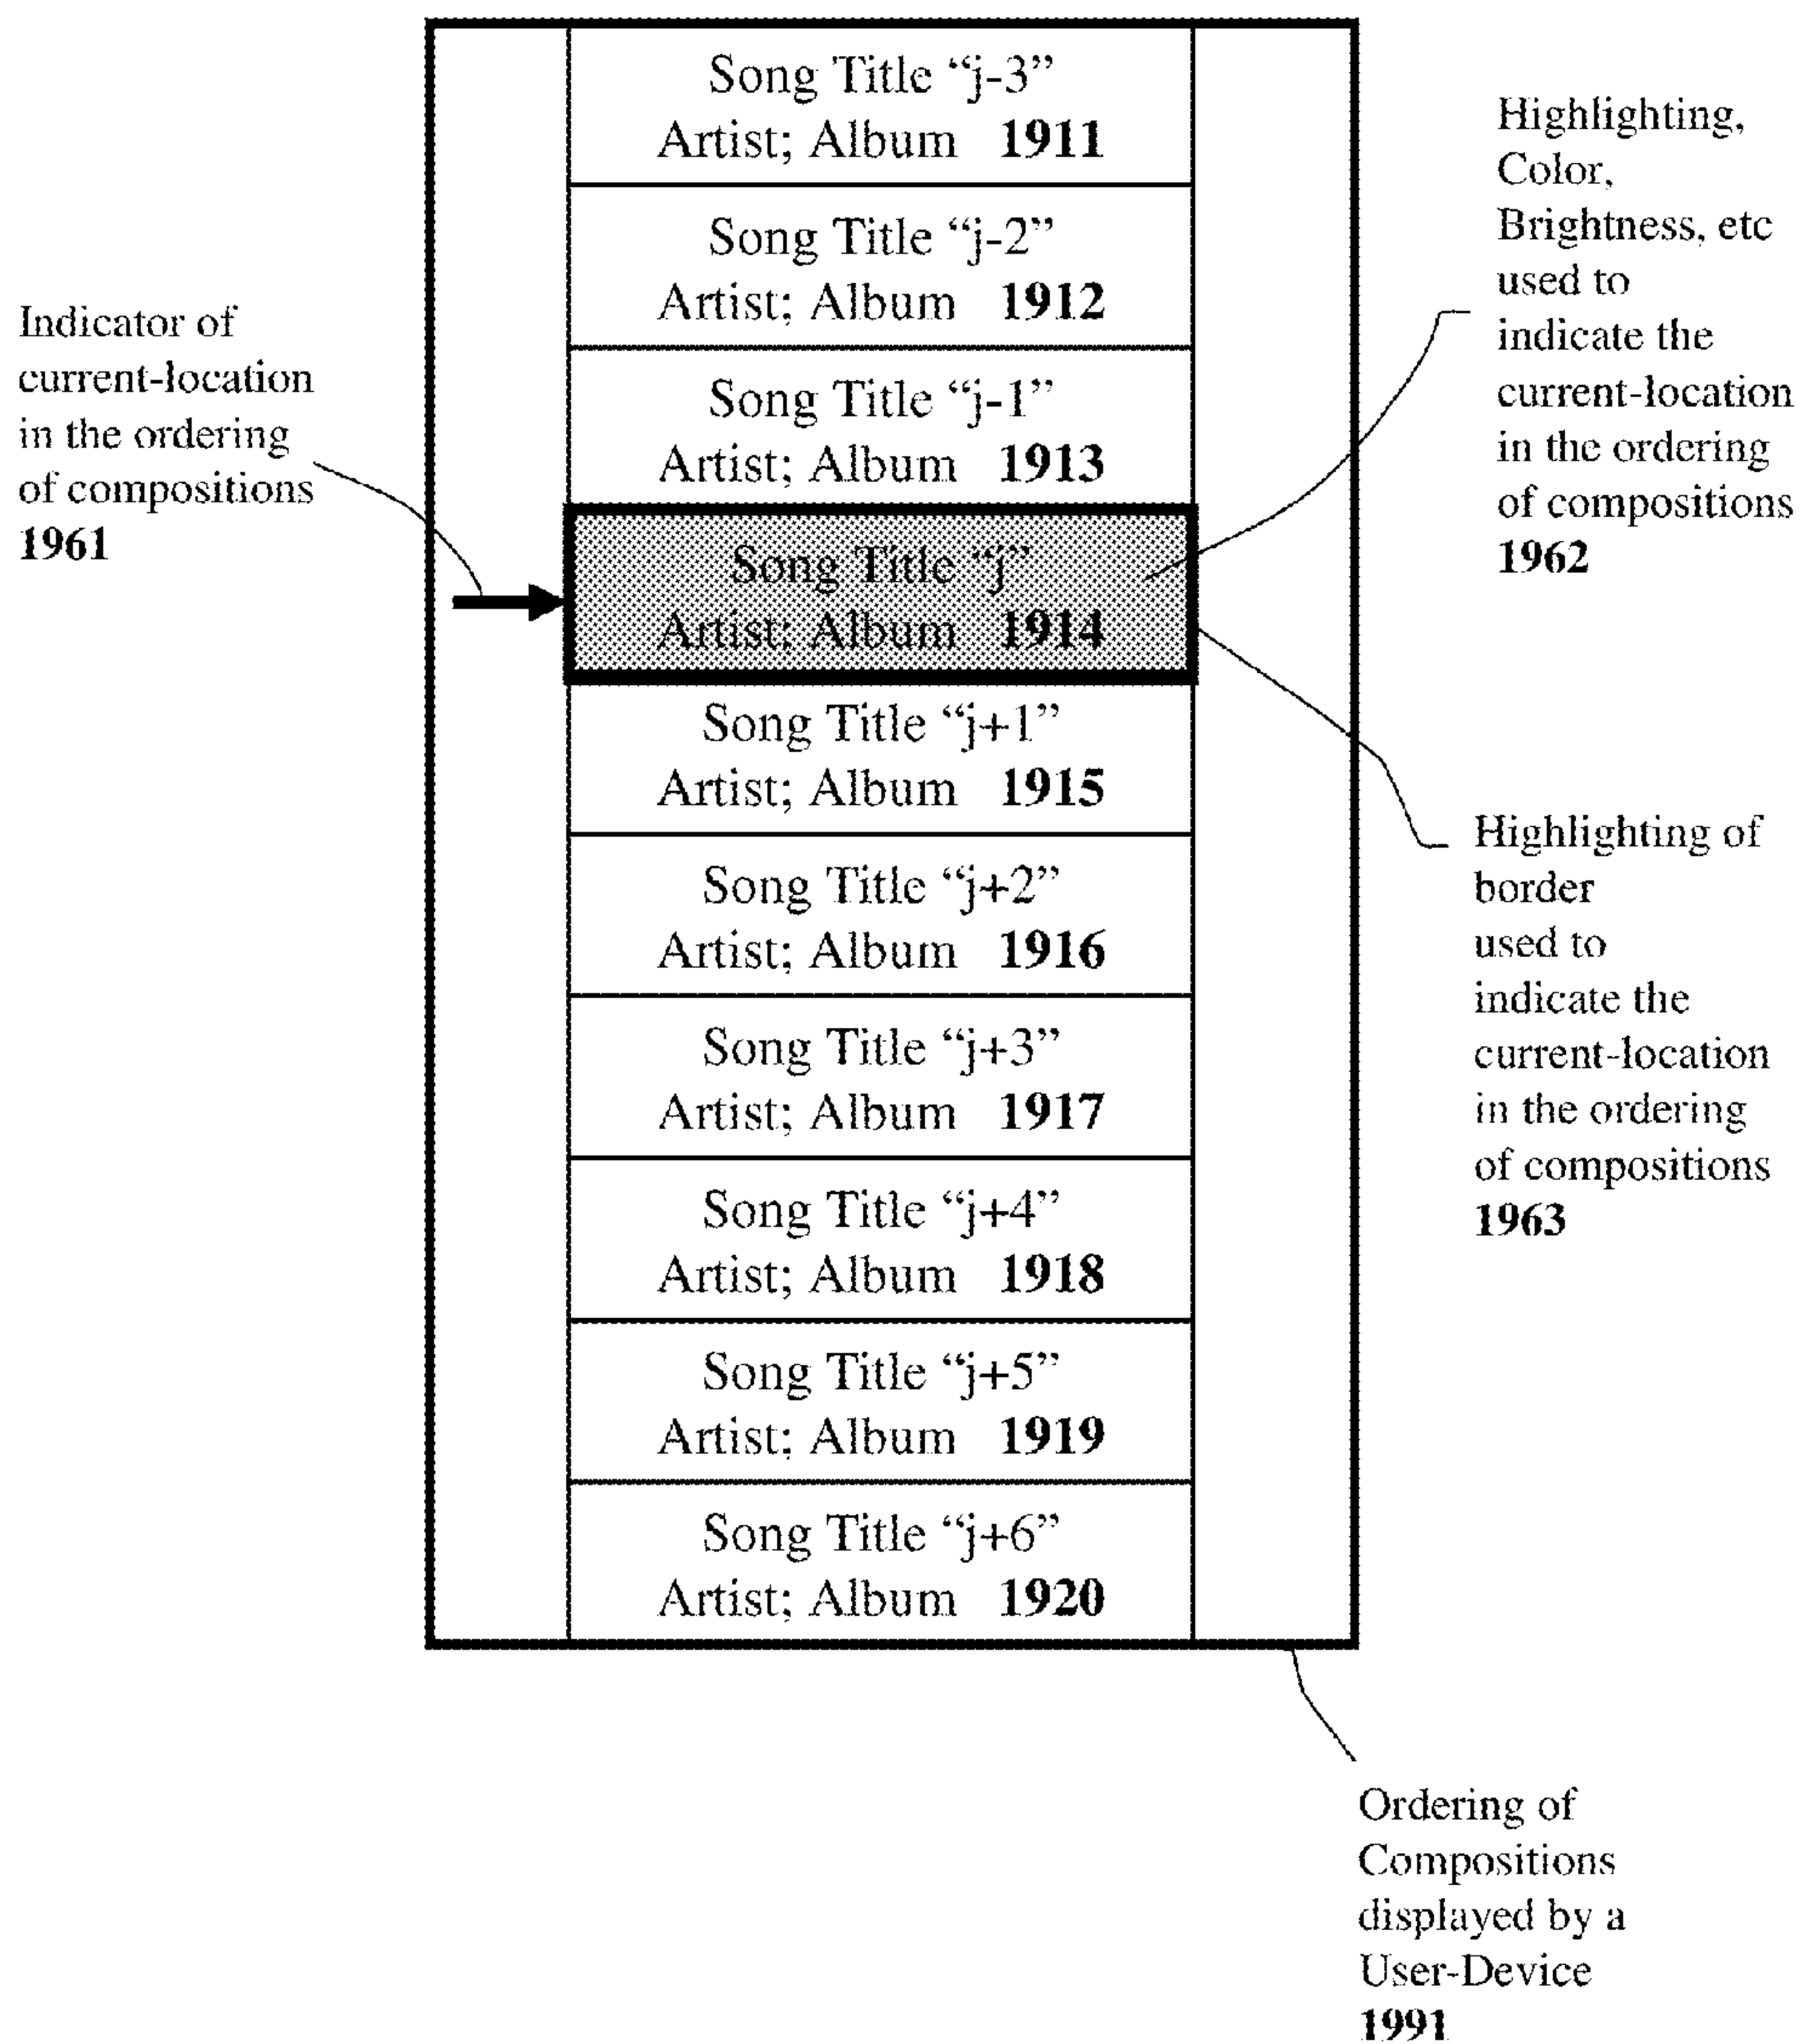 Song Title “j-3”
Artist; Album 1911
Song Title “j-2”
Artist; Album 1912
Song Title “j-1”
Artist; Album 1913
Song Title “j”
Artist; Album 1914
Song Title “j+1”
Artist; Album 1915
Song Title “j+2”
Artist; Album 1916
Song Title “j+3”
Artist; Album 1917
Song Title “j+4”
Artist; Album 1918
Song Title “j+5”
Artist; Album 1919
Song Title “j+6”
Artist; Album 1920
Indicator of
current-location
in the ordering
of compositions
1961
Highlighting,
Color,
Brightness, etc
used to
indicate the
current-location
in the ordering
of compositions
1962
Highlighting of
border
used to
indicate the
current-location
in the ordering
of compositions
1963
Ordering of
Compositions
displayed by a
User-Device
1991